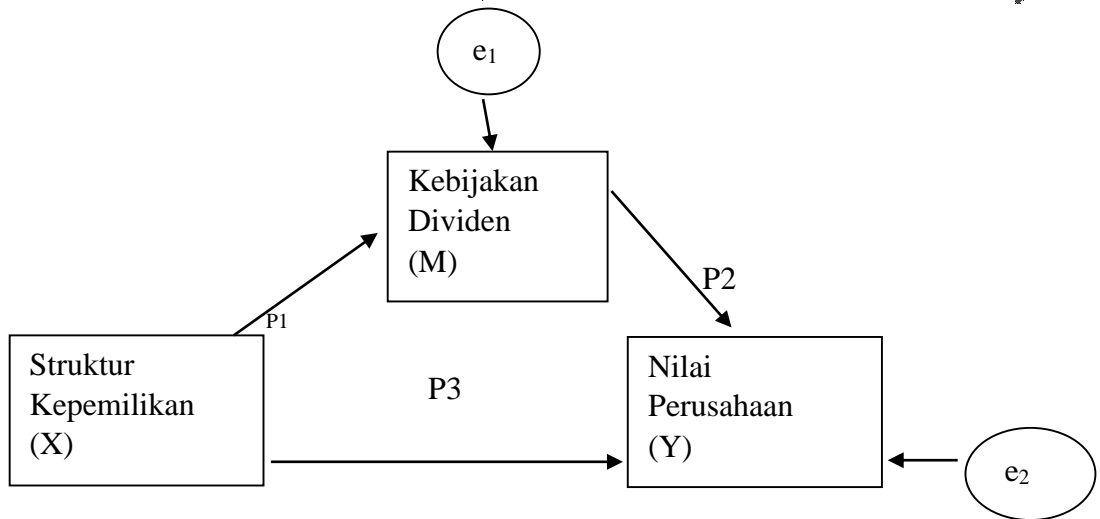 e₁
Kebijakan
Dividen
(M)
P2
P1
Struktur
Kepemilikan
(X)
P3
Nilai
Perusahaan
(Y)
e₂